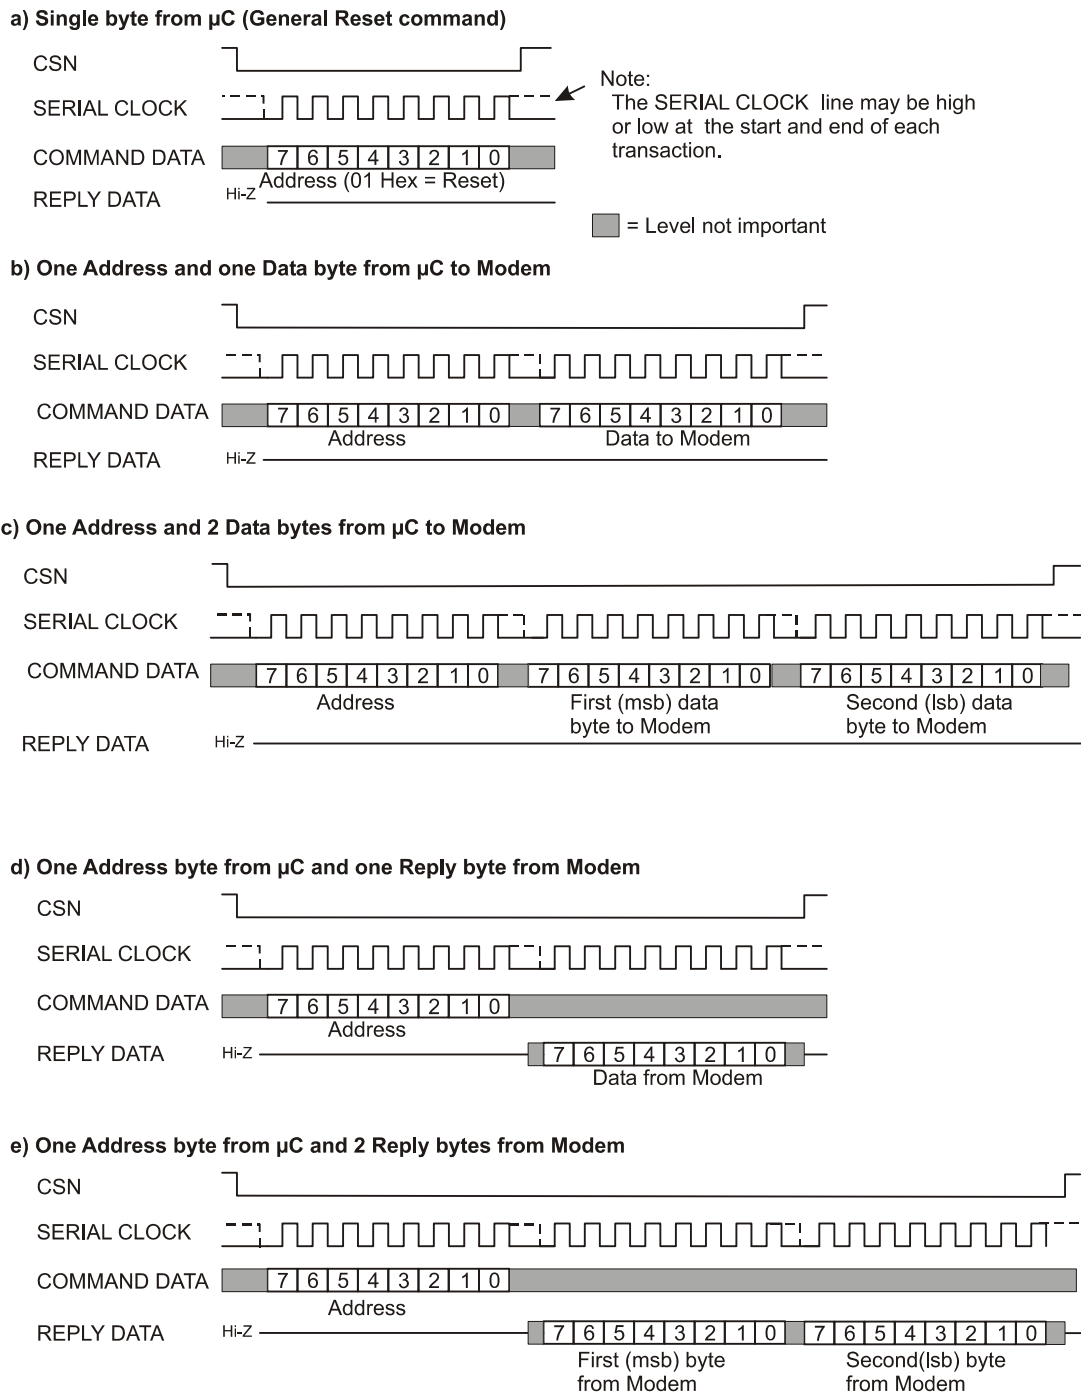 a) Single byte from µC (General Reset command)
CSN
SERIAL CLOCK
Note:
The SERIAL CLOCK line may be high
or low at the start and end of each
transaction.
COMMAND DATA 7 6 5 4 3 2 1 0
Address (01 Hex = Reset)
REPLY DATA Hi-Z
= Level not important
b) One Address and one Data byte from µC to Modem
CSN
SERIAL CLOCK
COMMAND DATA 7 6 5 4 3 2 1 0 7 6 5 4 3 2 1 0
Address Data to Modem
REPLY DATA Hi-Z
c) One Address and 2 Data bytes from µC to Modem
CSN
SERIAL CLOCK
COMMAND DATA 7 6 5 4 3 2 1 0 7 6 5 4 3 2 1 0 7 6 5 4 3 2 1 0
Address First (msb) data Second (lsb) data
byte to Modem byte to Modem
REPLY DATA Hi-Z
d) One Address byte from µC and one Reply byte from Modem
CSN
SERIAL CLOCK
COMMAND DATA 7 6 5 4 3 2 1 0
Address
REPLY DATA Hi-Z 7 6 5 4 3 2 1 0
Data from Modem
e) One Address byte from µC and 2 Reply bytes from Modem
CSN
SERIAL CLOCK
COMMAND DATA 7 6 5 4 3 2 1 0
Address
REPLY DATA Hi-Z 7 6 5 4 3 2 1 0 7 6 5 4 3 2 1 0
First (msb) byte Second(lsb) byte
from Modem from Modem